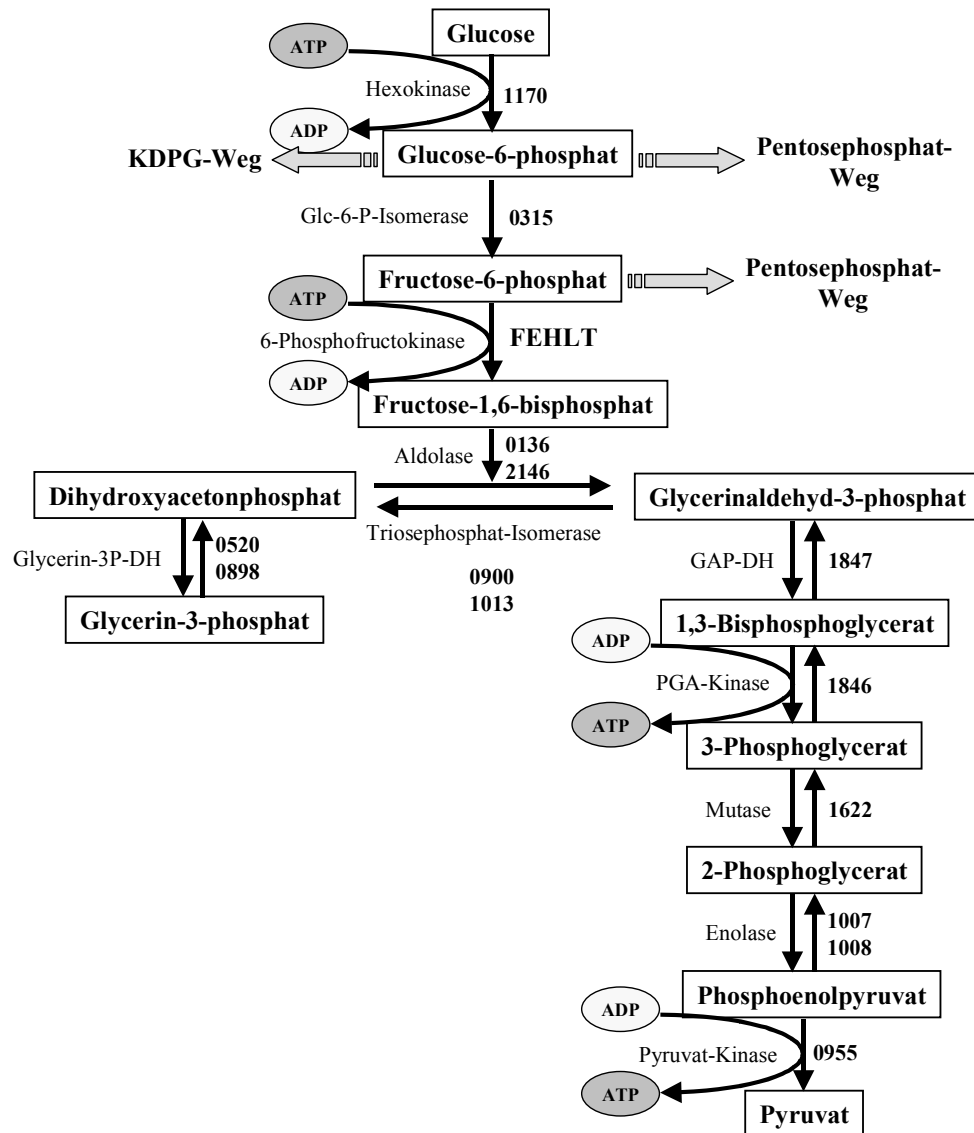 Glucose
ATP
Hexokinase
1170
ADP
KDPG-Weg
Glucose-6-phosphat
Pentosephosphat-
Weg
Glc-6-P-Isomerase
0315
Fructose-6-phosphat
Pentosephosphat-
Weg
ATP
6-Phosphofructokinase
FEHLT
ADP
Fructose-1,6-bisphosphat
Aldolase
0136
2146
Dihydroxyacetonphosphat
Glycerinaldehyd-3-phosphat
Triosephosphat-Isomerase
0900
1013
Glycerin-3P-DH
0520
0898
Glycerin-3-phosphat
GAP-DH
1847
1,3-Bisphosphoglycerat
ADP
PGA-Kinase
1846
ATP
3-Phosphoglycerat
Mutase
1622
2-Phosphoglycerat
Enolase
1007
1008
Phosphoenolpyruvat
ADP
Pyruvat-Kinase
0955
ATP
Pyruvat